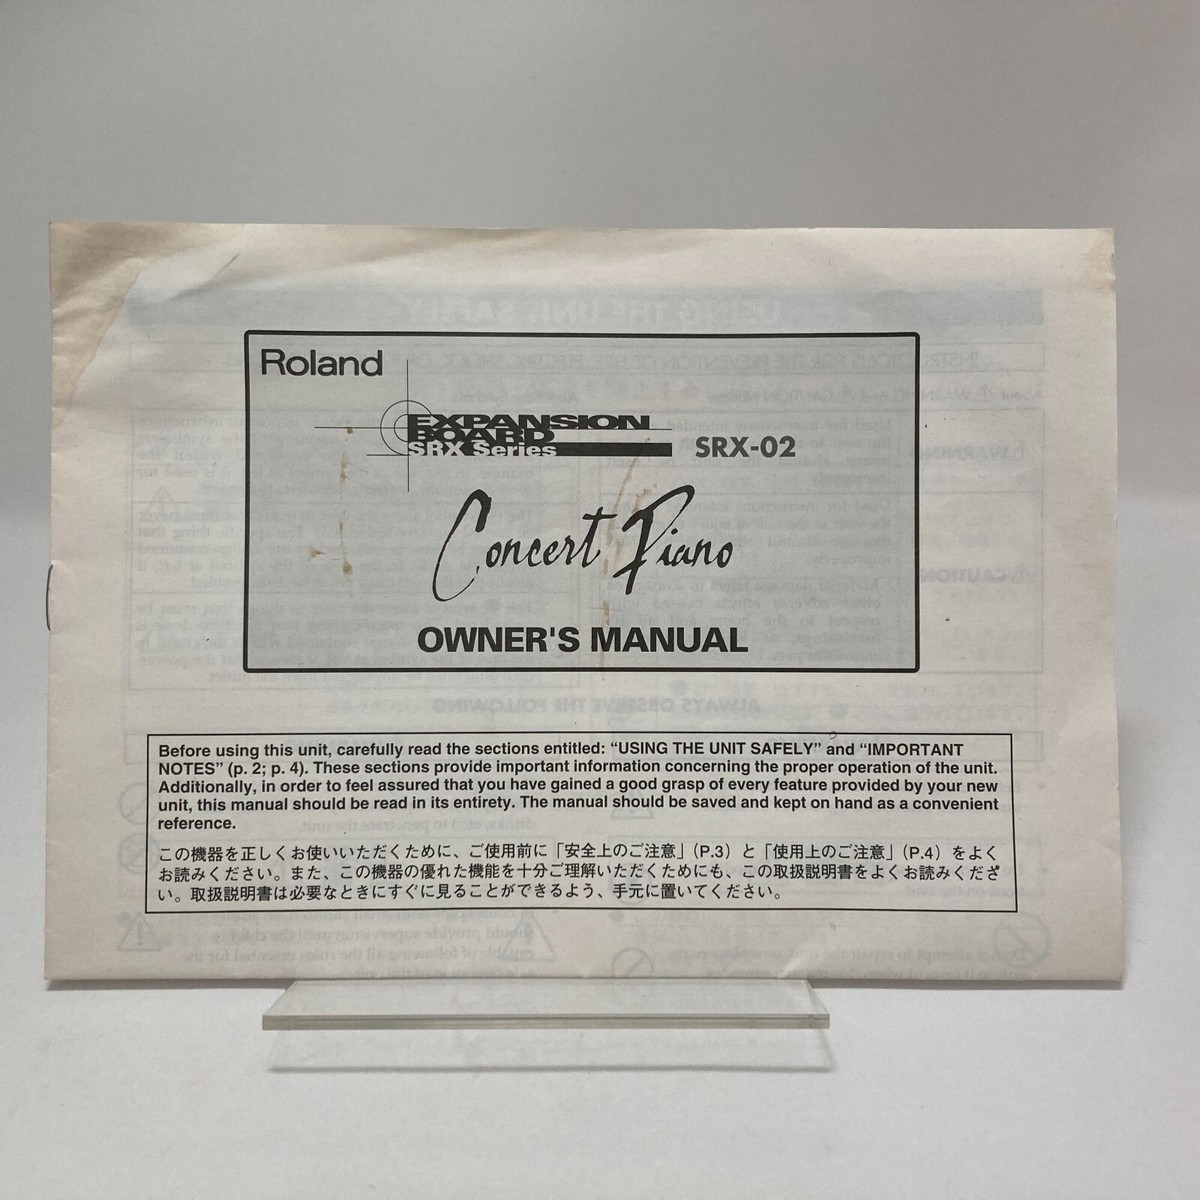 Roland
EXPANSION
BOARD
SRX Series
SRX-02
Concert Piano
OWNER'S MANUAL
Before using this unit, carefully read the sections entitled: “USING THE UNIT SAFELY” and “IMPORTANT
NOTES” (p. 2; p. 4). These sections provide important information concerning the proper operation of the unit.
Additionally, in order to feel assured that you have gained a good grasp of every feature provided by your new
unit, this manual should be read in its entirety. The manual should be saved and kept on hand as a convenient
reference.
この機器を正しくお使いいただくために、ご使用前に「安全上のご注意」(P.3) と「使用上のご注意」(P.4) をよく
お読みください。また、この機器の優れた機能を十分ご理解いただくためにも、この取扱説明書をよくお読みくださ
い。取扱説明書は必要なときにすぐに見ることができるよう、手元に置いてください。